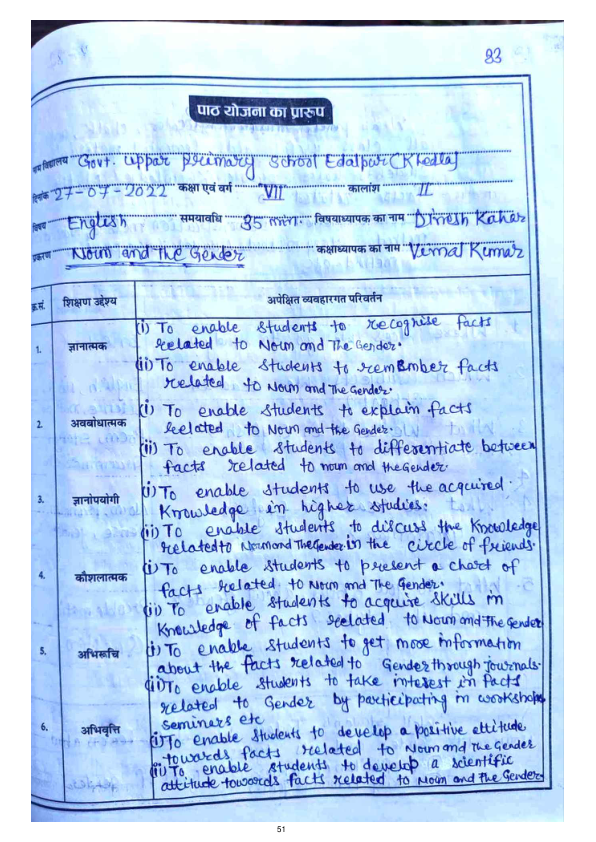 83
पाठ योजना का प्रारुप
नाम विद्यालय Govt. uppar primary school Edalpur (Khedla)
दिनांक 27-07-2022 कक्षा एवं वर्ग "VII" कालांश II
विषय English समयावधि 35 min. विषयाध्यापक का नाम Dinesh Kahar
प्रकरण Noun and The Gender कक्षाध्यापक का नाम Vimal Kumar
क्र.सं. शिक्षण उद्देश्य अपेक्षित व्यवहारगत परिवर्तन
1. ज्ञानात्मक
(i) To enable students to recognise facts
related to Noun and The Gender.
(ii) To enable students to remember facts
related to Noun and The Gender.
2. अवबोधात्मक
(i) To enable students to explain facts
related to Noun and the Gender.
(ii) To enable students to differentiate between
facts related to noun and the Gender.
3. ज्ञानोपयोगी
(i) To enable students to use the acquired
Knowledge in higher studies.
(ii) To enable students to discuss the Knowledge
related to Noun and The Gender in the circle of friends.
4. कौशलात्मक
(i) To enable students to present a chart of
facts related to Noun and The Gender.
(ii) To enable students to acquire skills in
Knowledge of facts related to Noun and The Gender
5. अभिरूचि
(i) To enable students to get more information
about the facts related to Gender through journals.
(ii) To enable students to take interest in facts
related to Gender by participating in workshops
seminers etc
6. अभिवृत्ति
(i) To enable students to develop a positive attitude
towards facts related to Noun and The Gender
(ii) To enable students to develop a scientific
attitude towards facts related to Noun and the Gender.
51